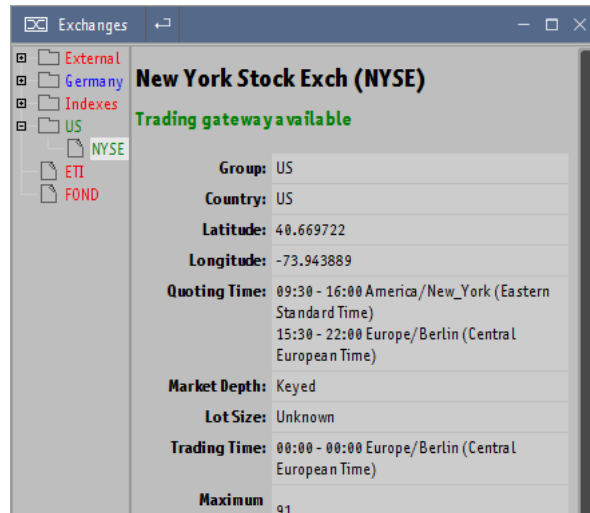 Exchanges
External
Germany
Indexes
US
NYSE
ETI
FOND
New York Stock Exch (NYSE)
Trading gateway available
Group: US
Country: US
Latitude: 40.669722
Longitude: -73.943889
Quoting Time: 09:30 - 16:00 America/New_York (Eastern
Standard Time)
15:30 - 22:00 Europe/Berlin (Central
European Time)
Market Depth: Keyed
Lot Size: Unknown
Trading Time: 00:00 - 00:00 Europe/Berlin (Central
European Time)
Maximum
91